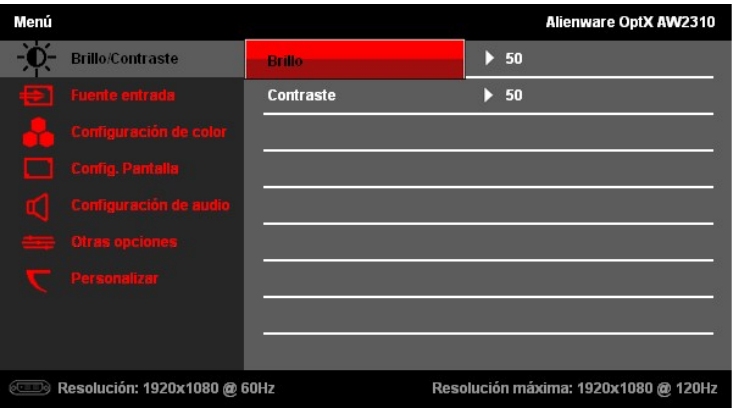 Menú Alienware OptX AW2310
Brillo/Contraste Brillo 50
Fuente entrada Contraste 50
Configuración de color
Config. Pantalla
Configuración de audio
Otras opciones
Personalizar
Resolución: 1920x1080 @ 60Hz Resolución máxima: 1920x1080 @ 120Hz